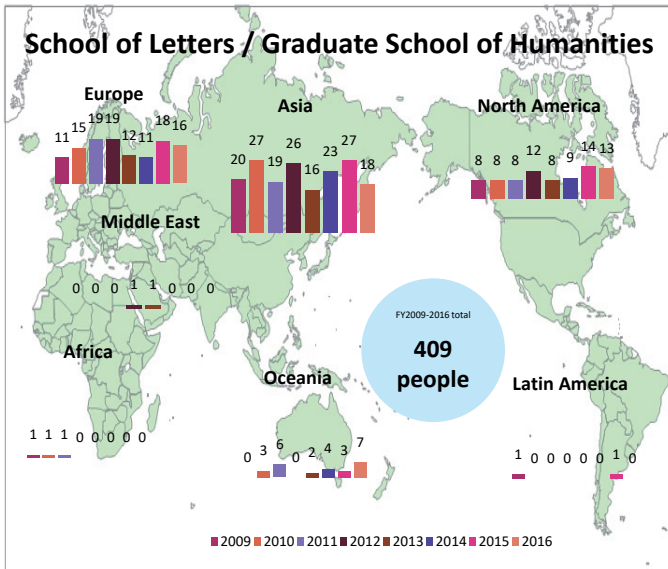 School of Letters / Graduate School of Humanities
Europe
11 15 19 19 12 11 18 16
Asia
20 27 19 26 16 23 27 18
North America
8 8 8 12 8 9 14 13
Middle East
0 0 0 1 1 0 0 0
Africa
1 1 1 0 0 0 0 0
Oceania
0 3 6 0 2 4 3 7
FY2009-2016 total
409
people
Latin America
1 0 0 0 0 0 1 0
2009 2010 2011 2012 2013 2014 2015 2016